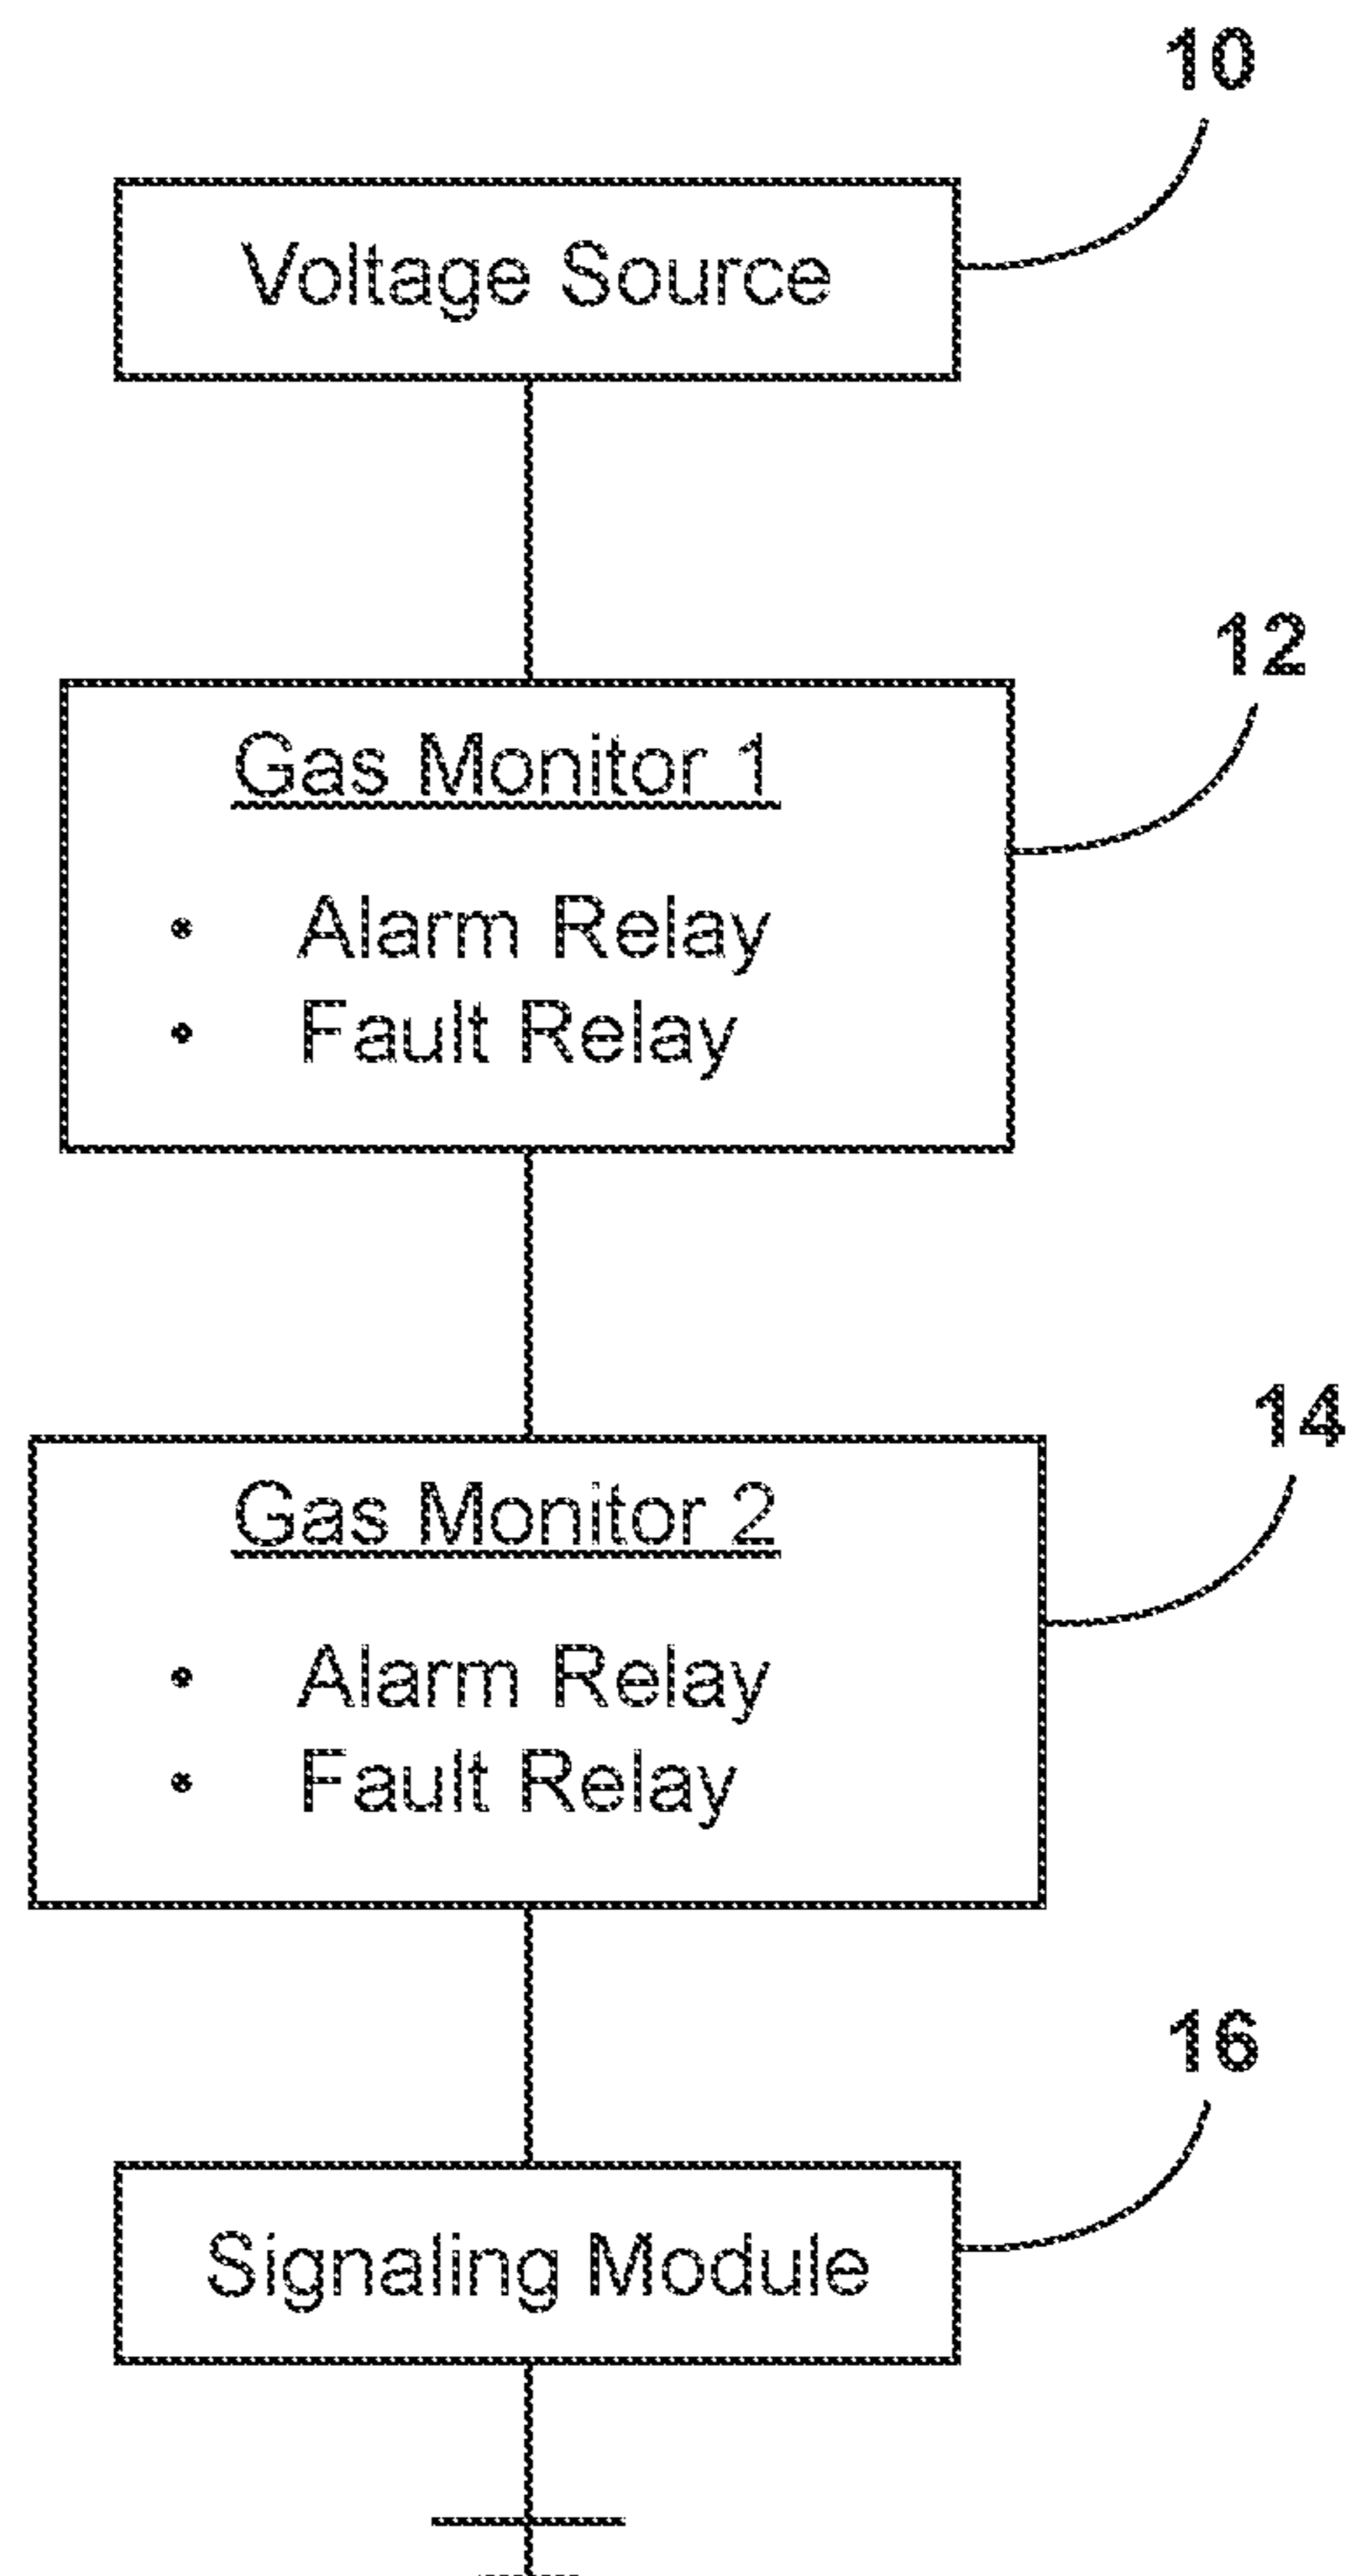 10
Voltage Source
12
Gas Monitor 1
• Alarm Relay
• Fault Relay
14
Gas Monitor 2
• Alarm Relay
• Fault Relay
16
Signaling Module